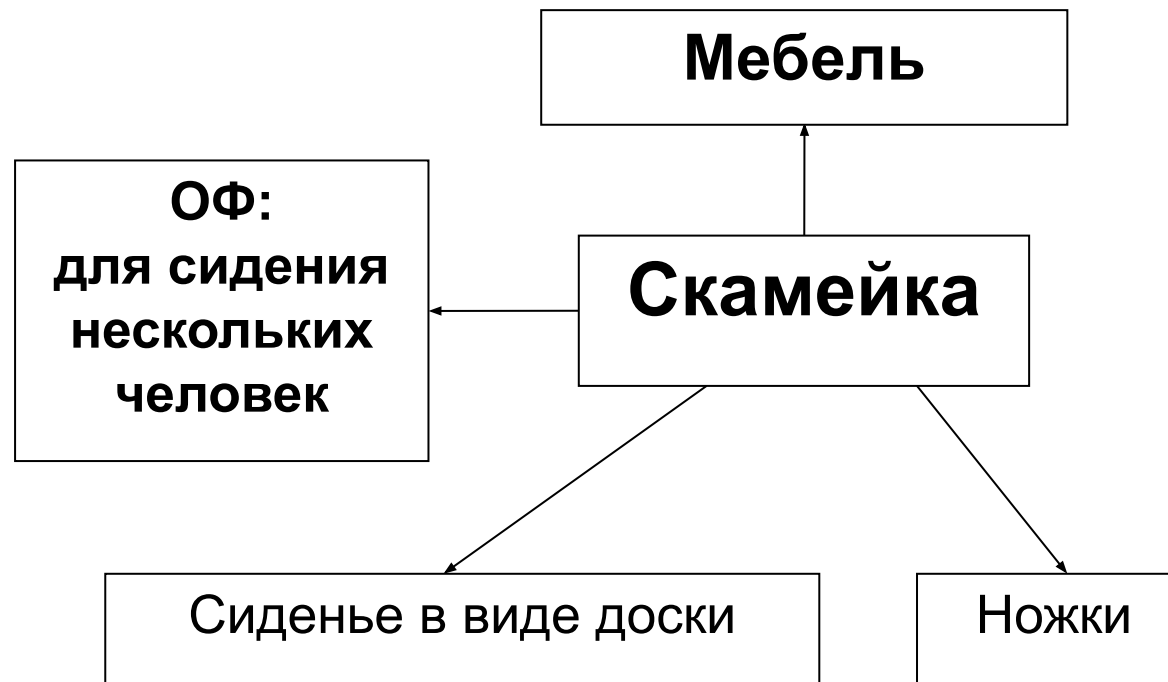 Мебель
ОФ:
для сидения
нескольких
человек
Скамейка
Сиденье в виде доски
Ножки